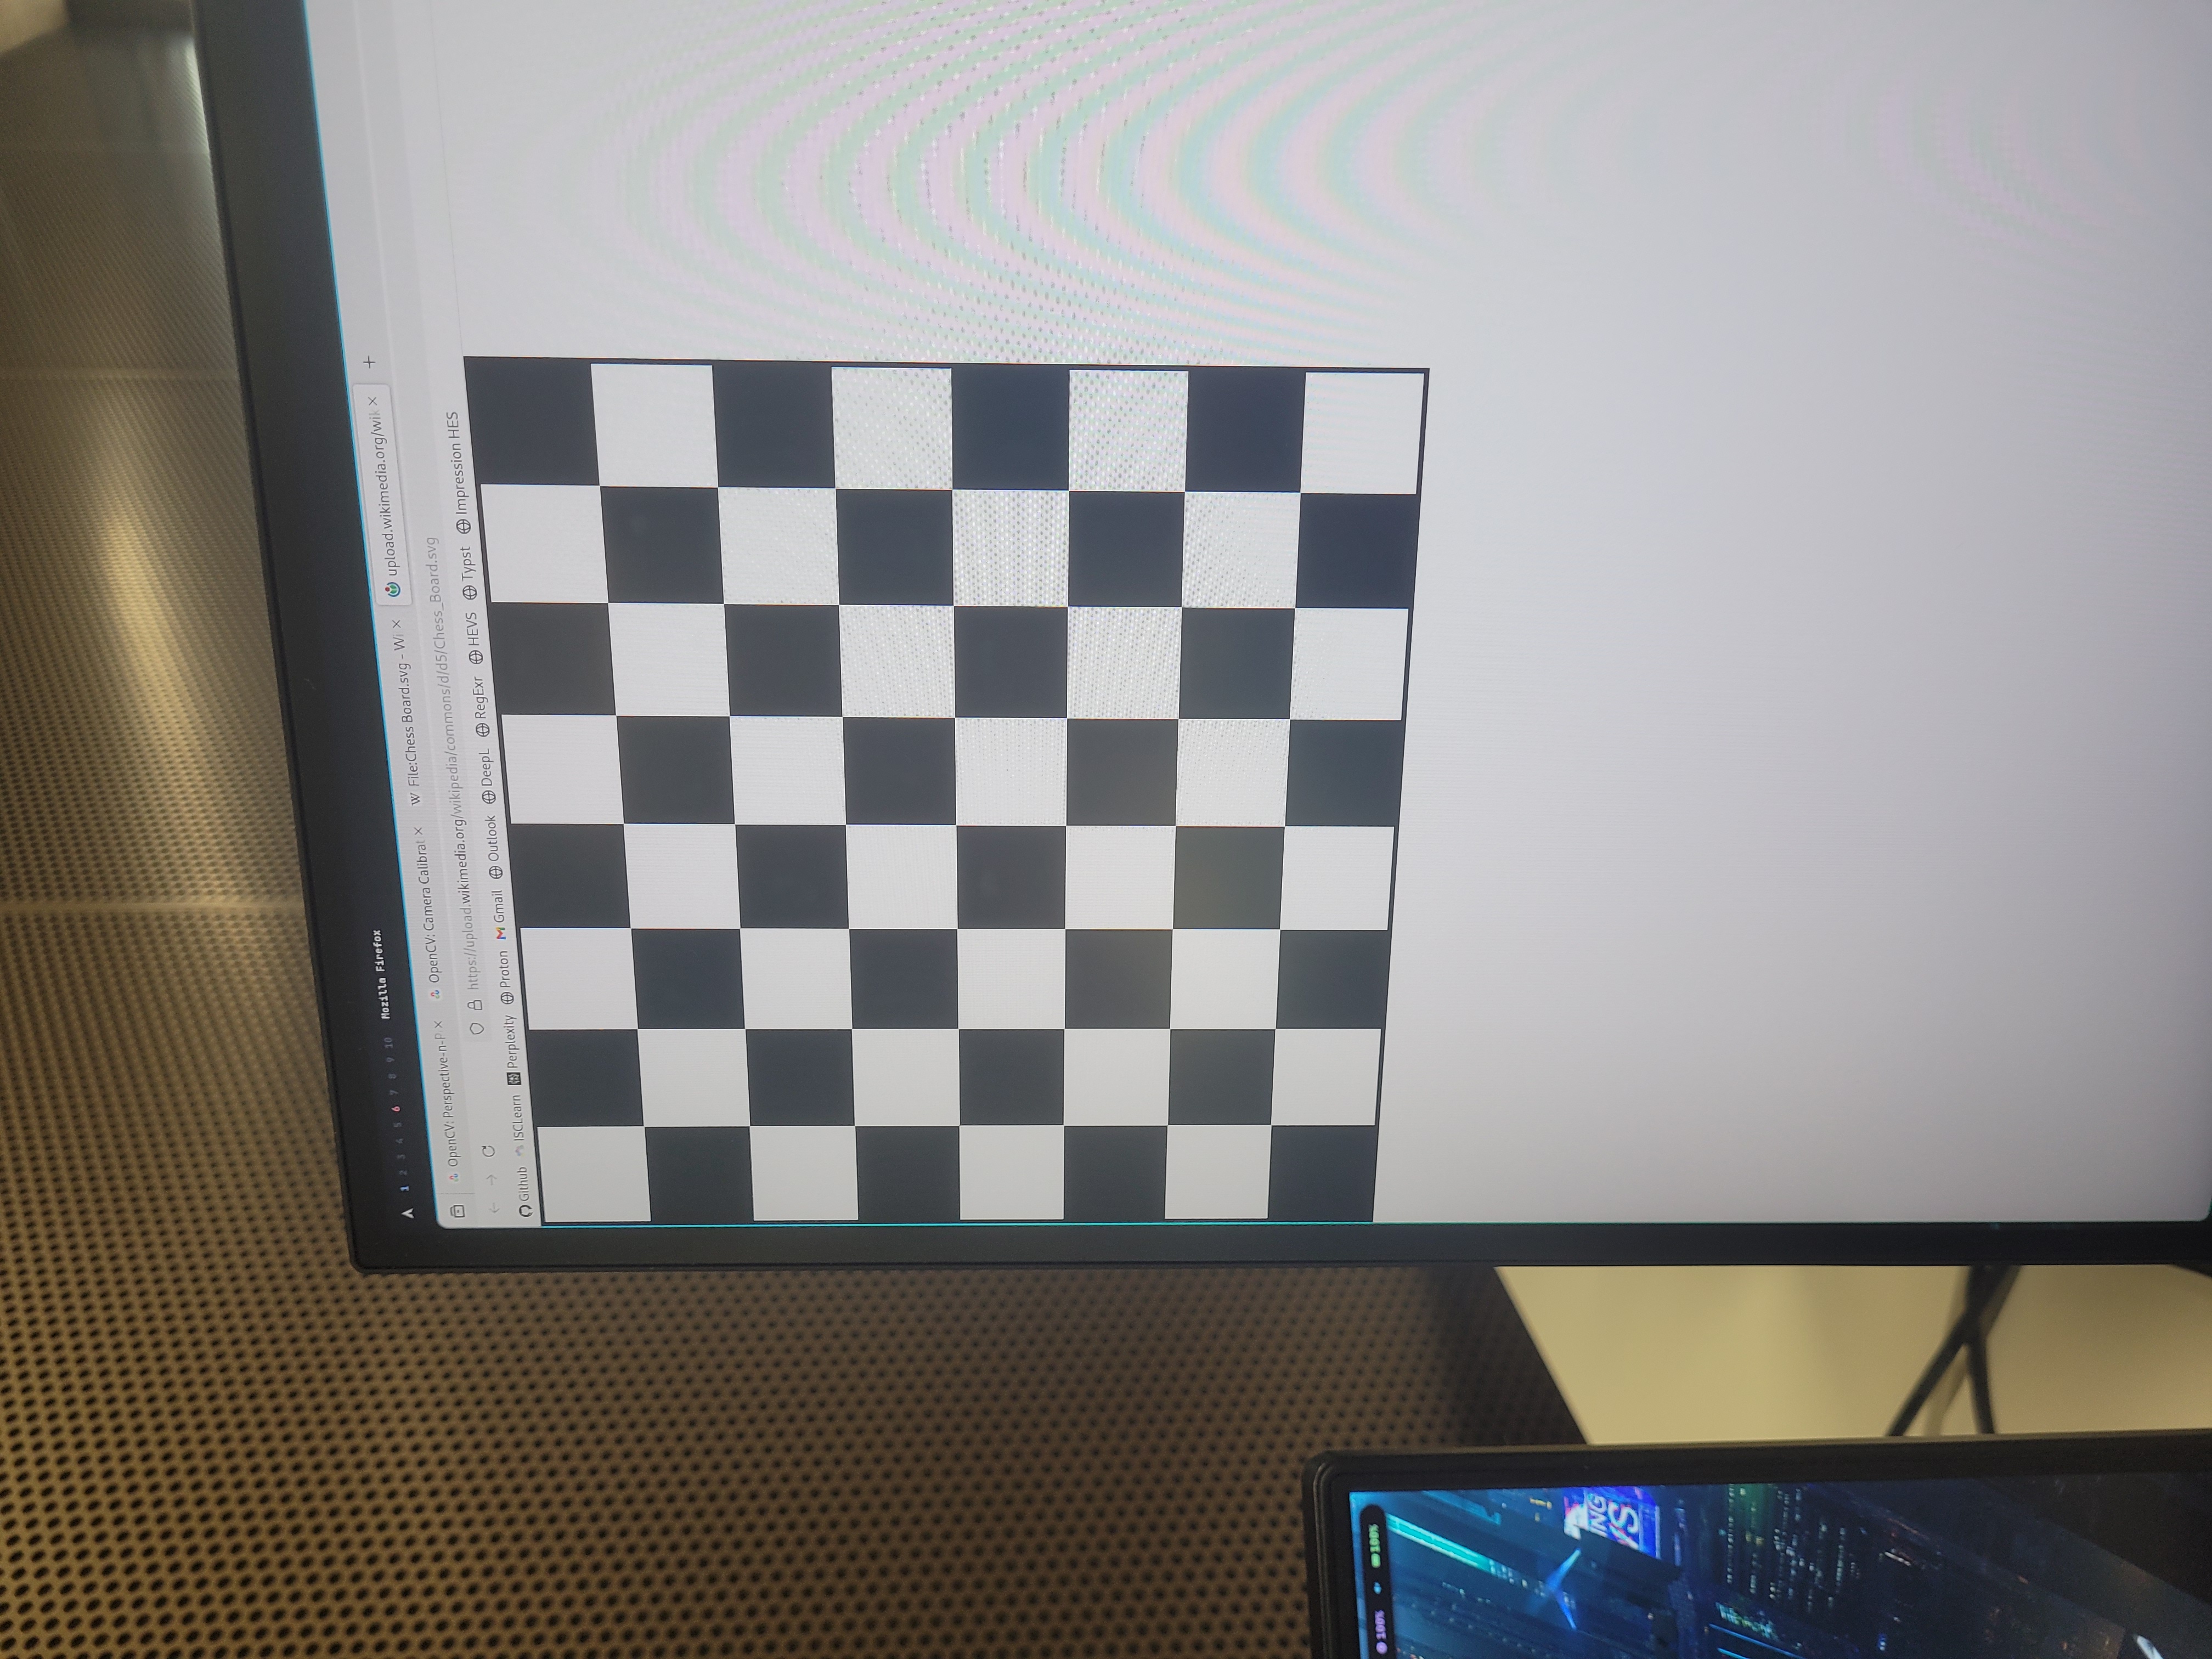 1 2 3 4 5 6 7 8 9 10 Mozilla Firefox
OpenCV: Perspective-n-P × OpenCV: Camera Calibrat × W File:Chess Board.svg - Wi × upload.wikimedia.org/wik × +
https://upload.wikimedia.org/wikipedia/commons/d/d5/Chess_Board.svg
Github ISCLearn Perplexity Proton Gmail Outlook DeepL RegExr HEVS Typst Impression HES
100% 100%
ING